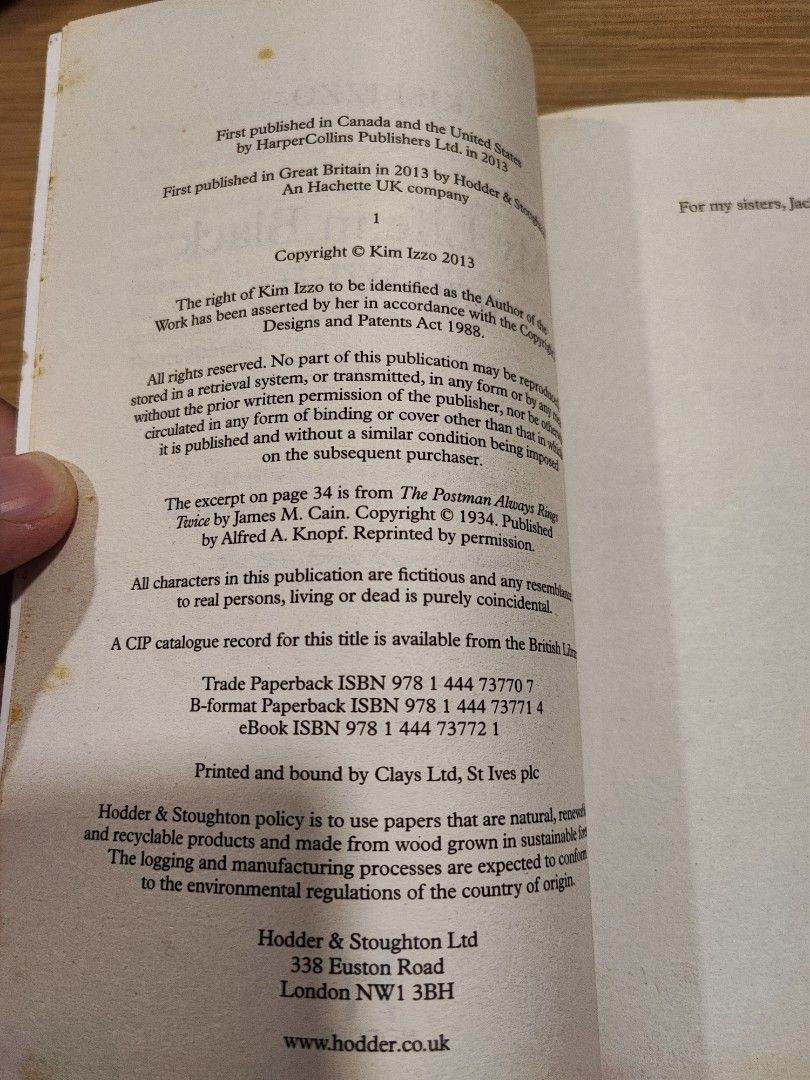 First published in Canada and the United States
by HarperCollins Publishers Ltd. in 2013
First published in Great Britain in 2013 by Hodder & Stoughton
An Hachette UK company
1
Copyright © Kim Izzo 2013
The right of Kim Izzo to be identified as the Author of the
Work has been asserted by her in accordance with the Copyright
Designs and Patents Act 1988.
All rights reserved. No part of this publication may be reproduced
stored in a retrieval system, or transmitted, in any form or by any
without the prior written permission of the publisher, nor be
circulated in any form of binding or cover other than that in which
it is published and without a similar condition being imposed
on the subsequent purchaser.
The excerpt on page 34 is from The Postman Always Rings
Twice by James M. Cain. Copyright © 1934. Published
by Alfred A. Knopf. Reprinted by permission.
All characters in this publication are fictitious and any
to real persons, living or dead is purely coincidental.
A CIP catalogue record for this title is available from the British
Trade Paperback ISBN 978 1 444 73770 7
B-format Paperback ISBN 978 1 444 73771 4
eBook ISBN 978 1 444 73772 1
Printed and bound by Clays Ltd, St Ives plc
Hodder & Stoughton policy is to use papers that are natural,
and recyclable products and made from wood grown in sustainable
The logging and manufacturing processes are expected to conform
to the environmental regulations of the country of origin.
Hodder & Stoughton Ltd
338 Euston Road
London NW1 3BH
www.hodder.co.uk
For my sisters,